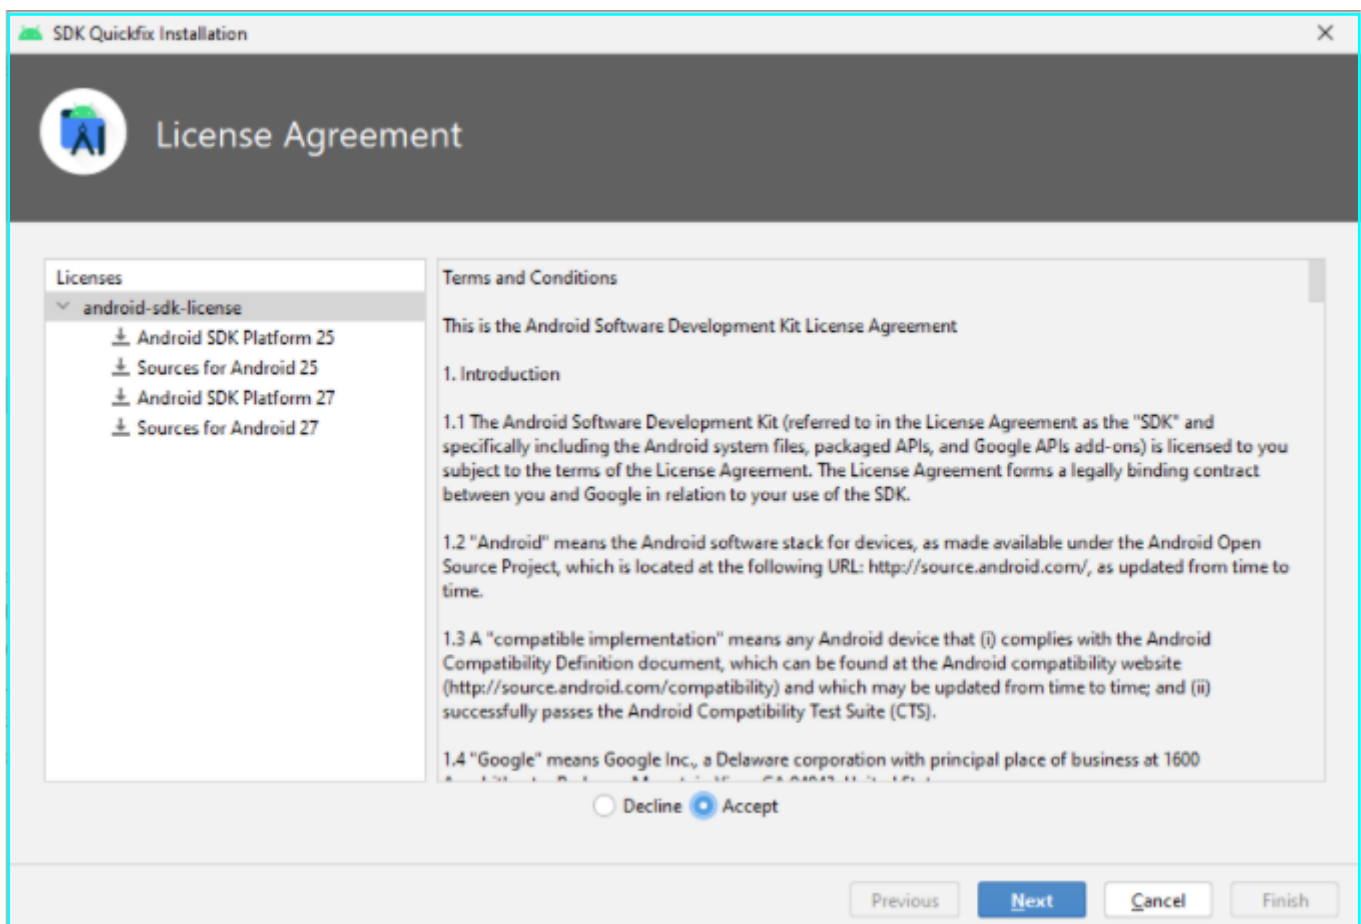 SDK Quickfix Installation
License Agreement
Licenses
android-sdk-license
Android SDK Platform 25
Sources for Android 25
Android SDK Platform 27
Sources for Android 27
Terms and Conditions
This is the Android Software Development Kit License Agreement
1. Introduction
1.1 The Android Software Development Kit (referred to in the License Agreement as the "SDK" and
specifically including the Android system files, packaged APIs, and Google APIs add-ons) is licensed to you
subject to the terms of the License Agreement. The License Agreement forms a legally binding contract
between you and Google in relation to your use of the SDK.
1.2 "Android" means the Android software stack for devices, as made available under the Android Open
Source Project, which is located at the following URL: http://source.android.com/, as updated from time to
time.
1.3 A "compatible implementation" means any Android device that (i) complies with the Android
Compatibility Definition document, which can be found at the Android compatibility website
(http://source.android.com/compatibility) and which may be updated from time to time; and (ii)
successfully passes the Android Compatibility Test Suite (CTS).
1.4 "Google" means Google Inc., a Delaware corporation with principal place of business at 1600
Decline Accept
Previous Next Cancel Finish